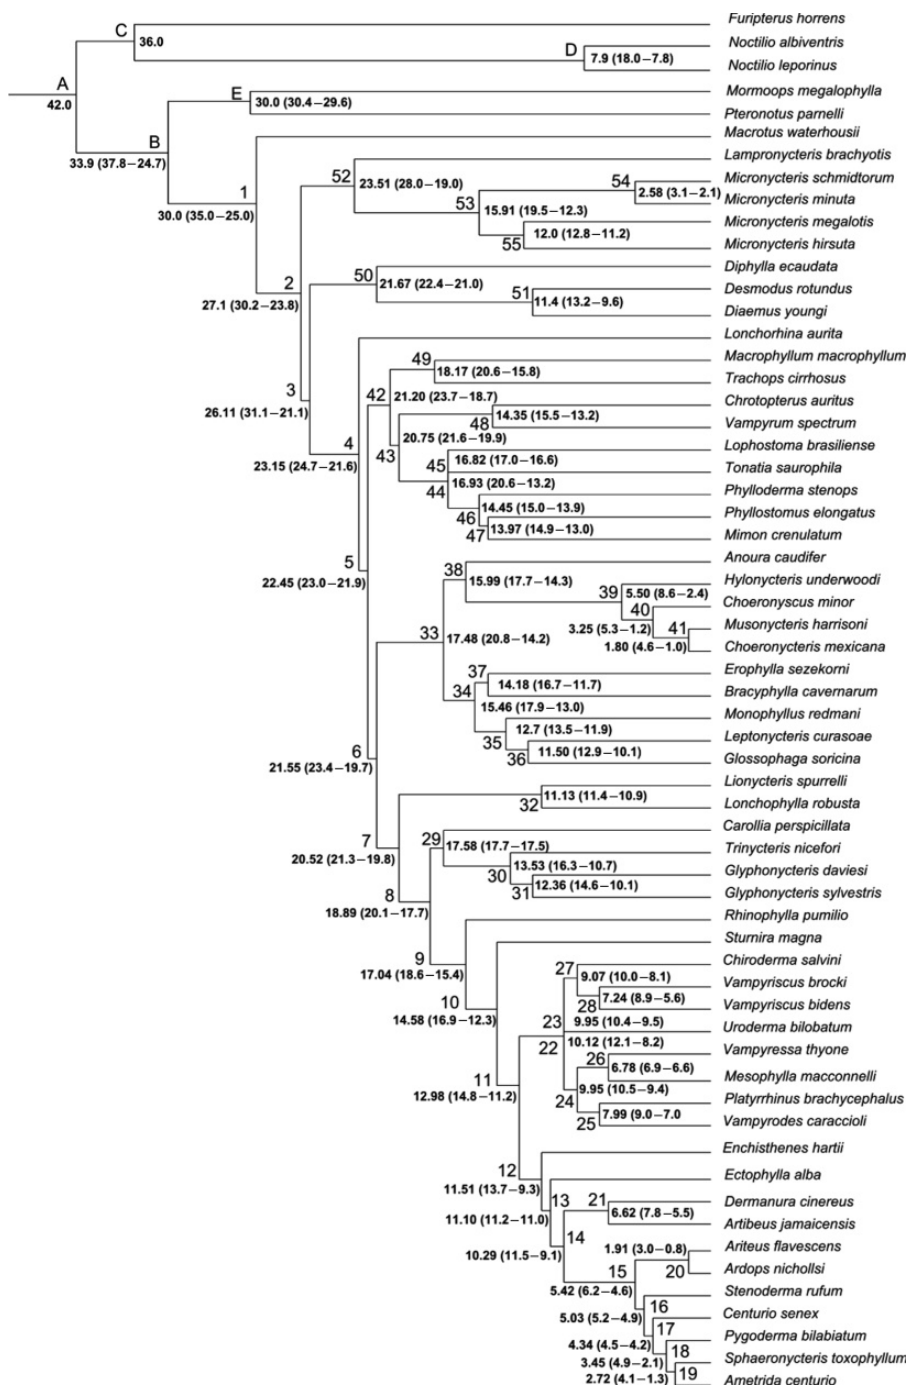 Furipterus horrens
C
36.0
Noctilio albiventris
D
7.9 (18.0–7.8)
Noctilio leporinus
A
42.0
E
Mormoops megalophylla
30.0 (30.4–29.6)
Pteronotus parnelli
B
33.9 (37.8–24.7)
Macrotus waterhousii
1
30.0 (35.0–25.0)
Lampronycteris brachyotis
52
23.51 (28.0–19.0)
54
Micronycteris schmidtorum
2.58 (3.1–2.1)
Micronycteris minuta
53
15.91 (19.5–12.3)
Micronycteris megalotis
12.0 (12.8–11.2)
55
Micronycteris hirsuta
2
27.1 (30.2–23.8)
Diphylla ecaudata
50
21.67 (22.4–21.0)
51
Desmodus rotundus
11.4 (13.2–9.6)
Diaemus youngi
Lonchorhina aurita
49
Macrophyllum macrophyllum
18.17 (20.6–15.8)
Trachops cirrhosus
3
26.11 (31.1–21.1)
42
21.20 (23.7–18.7)
Chrotopterus auritus
14.35 (15.5–13.2)
48
Vampyrum spectrum
20.75 (21.6–19.9)
43
4
23.15 (24.7–21.6)
Lophostoma brasiliense
45
16.82 (17.0–16.6)
Tonatia saurophila
16.93 (20.6–13.2)
44
Phylloderma stenops
14.45 (15.0–13.9)
46
Phyllostomus elongatus
13.97 (14.9–13.0)
47
Mimon crenulatum
5
22.45 (23.0–21.9)
Anoura caudifer
38
15.99 (17.7–14.3)
39
Hylonycteris underwoodi
5.50 (8.6–2.4)
40
Choeronyscus minor
3.25 (5.3–1.2)
41
Musonycteris harrisoni
1.80 (4.6–1.0)
Choeronycteris mexicana
33
17.48 (20.8–14.2)
37
Erophylla sezekorni
14.18 (16.7–11.7)
34
Bracyphylla cavernarum
15.46 (17.9–13.0)
Monophyllus redmani
12.7 (13.5–11.9)
35
Leptonycteris curasoae
11.50 (12.9–10.1)
36
Glossophaga soricina
6
21.55 (23.4–19.7)
Lionycteris spurrelli
11.13 (11.4–10.9)
32
Lonchophylla robusta
7
20.52 (21.3–19.8)
29
Carollia perspicillata
17.58 (17.7–17.5)
Trinycteris nicefori
13.53 (16.3–10.7)
30
Glyphonycteris daviesi
12.36 (14.6–10.1)
31
Glyphonycteris sylvestris
8
18.89 (20.1–17.7)
Rhinophylla pumilio
9
17.04 (18.6–15.4)
Sturnira magna
10
14.58 (16.9–12.3)
27
Chiroderma salvini
9.07 (10.0–8.1)
Vampyriscus brocki
7.24 (8.9–5.6)
28
Vampyriscus bidens
23
9.95 (10.4–9.5)
Uroderma bilobatum
22
10.12 (12.1–8.2)
26
Vampyressa thyone
6.78 (6.9–6.6)
Mesophylla macconnelli
9.95 (10.5–9.4)
24
Platyrrhinus brachycephalus
7.99 (9.0–7.0
25
Vampyrodes caraccioli
11
12.98 (14.8–11.2)
Enchisthenes hartii
12
11.51 (13.7–9.3)
Ectophylla alba
13
11.10 (11.2–11.0)
21
Dermanura cinereus
6.62 (7.8–5.5)
Artibeus jamaicensis
14
10.29 (11.5–9.1)
1.91 (3.0–0.8)
Ariteus flavescens
15
20
Ardops nichollsi
5.42 (6.2–4.6)
Stenoderma rufum
16
5.03 (5.2–4.9)
Centurio senex
17
4.34 (4.5–4.2)
Pygoderma bilabiatum
18
3.45 (4.9–2.1)
Sphaeronycteris toxophyllum
19
2.72 (4.1–1.3)
Ametrida centurio